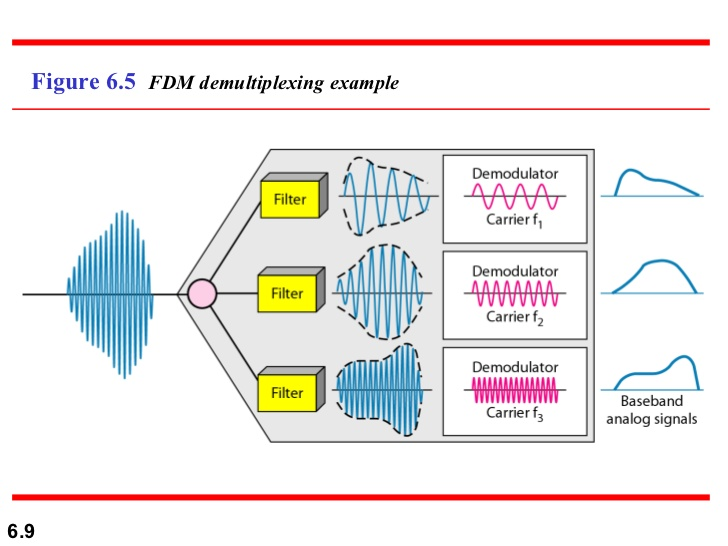 Figure 6.5 FDM demultiplexing example
Filter
Demodulator
Carrier f1
Filter
Demodulator
Carrier f2
Filter
Demodulator
Carrier f3
Baseband
analog signals
6.9